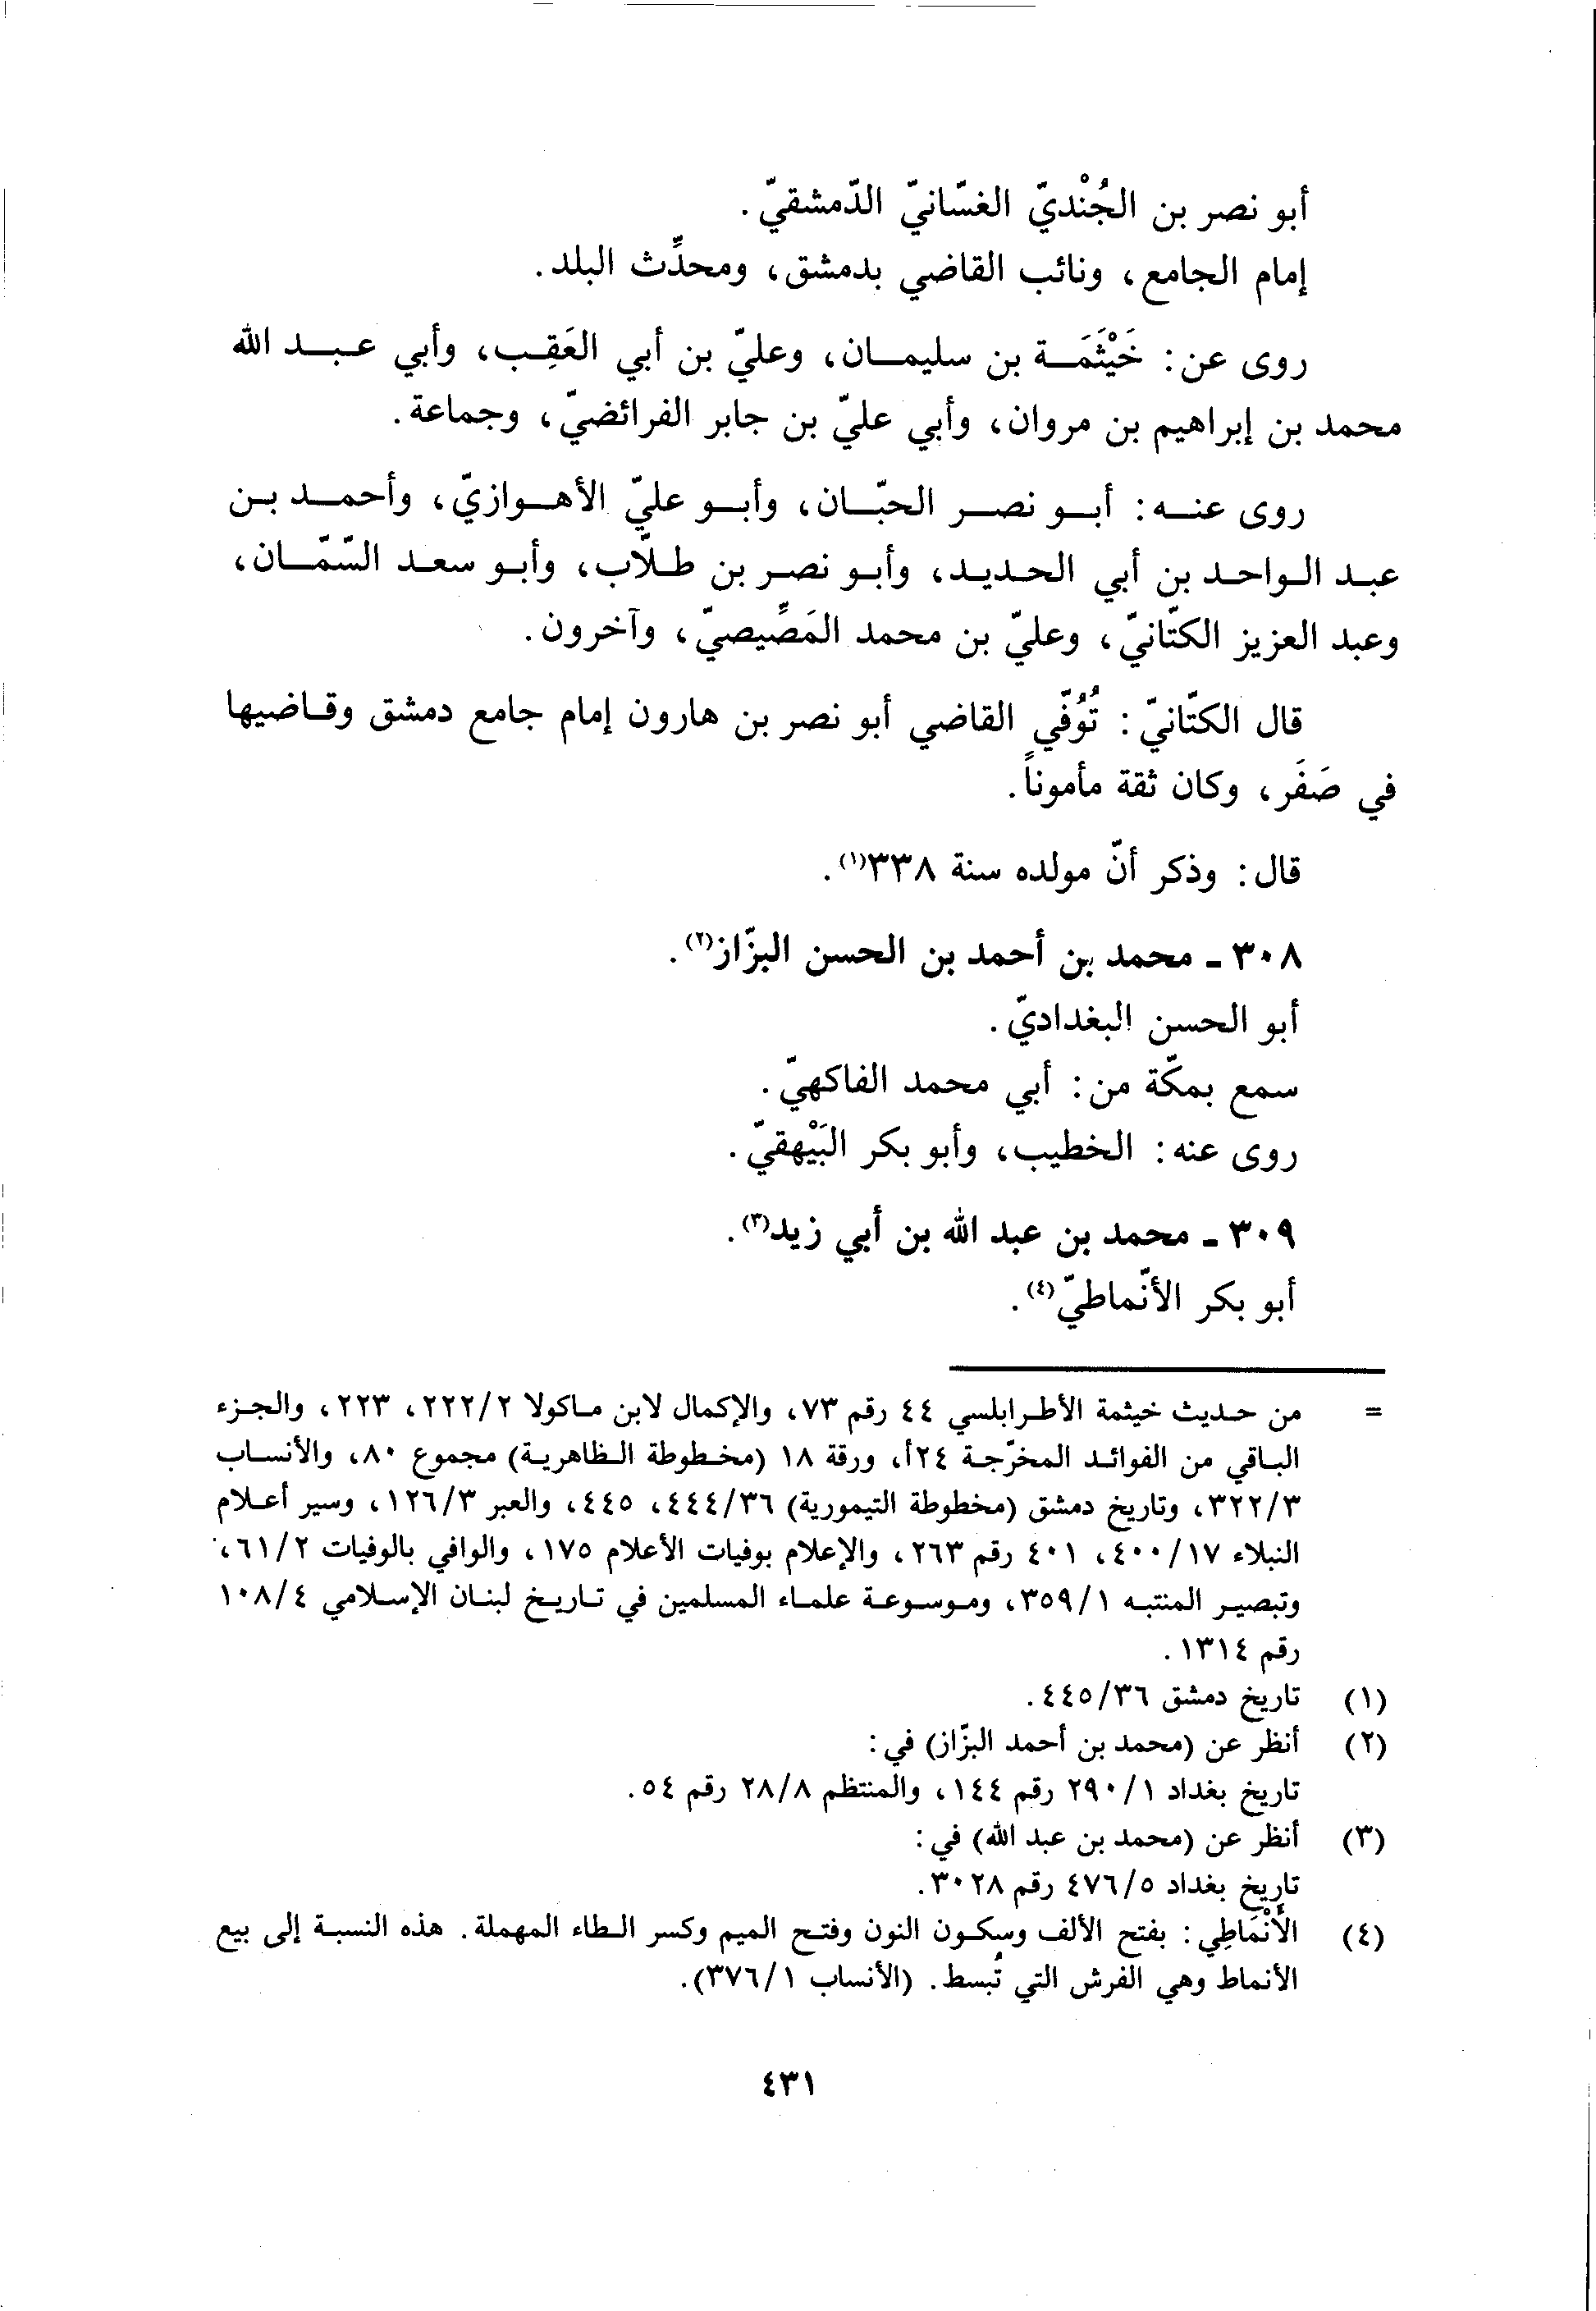 أبو نصر بن الجُنْديّ الغسّانيّ الدّمشقيّ.
إمام الجامع، ونائب القاضي بدمشق، ومحدِّث البلد.
روى عن: خَيْثَمَة بن سليمان، وعليّ بن أبي العَقِب، وأبي عبد الله
محمد بن إبراهيم بن مروان، وأبي عليّ بن جابر الفرائضيّ، وجماعة.
روى عنه: أبو نصر الحبّان، وأبو عليّ الأهوازيّ، وأحمد بن
عبد الواحد بن أبي الحديد، وأبو نصر بن طلّاب، وأبو سعد السّمّان،
وعبد العزيز الكتّانيّ، وعليّ بن محمد المَصِّيصيّ، وآخرون.
قال الكتّانيّ: تُوُفّي القاضي أبو نصر بن هارون إمام جامع دمشق وقاضيها
في صَفَر، وكان ثقة مأموناً.
قال: وذكر أنّ مولده سنة ٣٣٨(١).
٣٠٨ - محمد بن أحمد بن الحسن البزّاز(٢).
أبو الحسن البغداديّ.
سمع بمكّة من: أبي محمد الفاكهيّ.
روى عنه: الخطيب، وأبو بكر البَيْهقيّ.
٣٠٩ - محمد بن عبد الله بن أبي زيد(٣).
أبو بكر الأنّماطيّ(٤).
= من حديث خيثمة الأطرابلسي ٤٤ رقم ٧٣، والإكمال لابن ماكولا ٢/٢٢٢، ٢٢٣، والجزء
الباقي من الفوائد المخرّجة ٢٤أ، ورقة ١٨ (مخطوطة الظاهرية) مجموع ٨٠، والأنساب
٣/٣٢٢، وتاريخ دمشق (مخطوطة التيمورية) ٣٦/٤٤٤، ٤٤٥، والعبر ٣/١٢٦، وسير أعلام
النبلاء ١٧/٤٠٠، ٤٠١ رقم ٢٦٣، والإعلام بوفيات الأعلام ١٧٥، والوافي بالوفيات ٢/٦١،
وتبصير المنتبه ١/٣٥٩، وموسوعة علماء المسلمين في تاريخ لبنان الإسلامي ٤/١٠٨
رقم ١٣١٤.
(١) تاريخ دمشق ٣٦/٤٤٥.
(٢) أنظر عن (محمد بن أحمد البزّاز) في:
تاريخ بغداد ١/٢٩٠ رقم ١٤٤، والمنتظم ٨/٢٨ رقم ٥٤.
(٣) أنظر عن (محمد بن عبد الله) في:
تاريخ بغداد ٥/٤٧٦ رقم ٣٠٢٨.
(٤) الأَنْمَاطِي: بفتح الألف وسكون النون وفتح الميم وكسر الطاء المهملة. هذه النسبة إلى بيع
الأنماط وهي الفرش التي تُبسط. (الأنساب ١/٣٧٦).
٤٣١